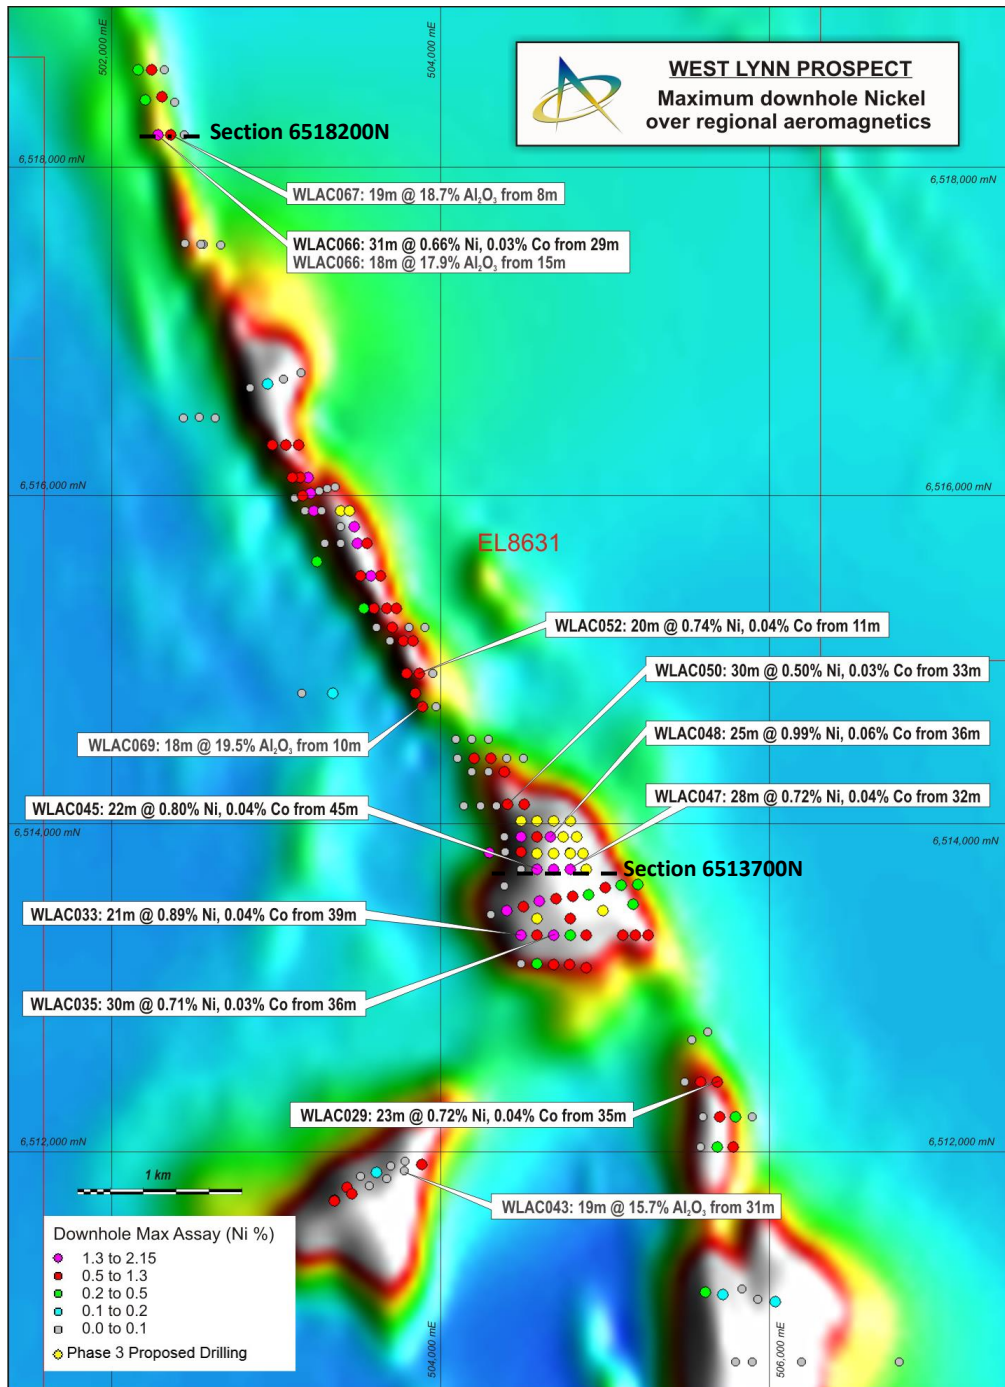 502,000 mE
504,000 mE
WEST LYNN PROSPECT
Maximum downhole Nickel
over regional aeromagnetics
Section 6518200N
6,518,000 mN
6,518,000 mN
WLAC067: 19m @ 18.7% Al₂O₃ from 8m
WLAC066: 31m @ 0.66% Ni, 0.03% Co from 29m
WLAC066: 18m @ 17.9% Al₂O₃ from 15m
6,516,000 mN
6,516,000 mN
EL8631
WLAC052: 20m @ 0.74% Ni, 0.04% Co from 11m
WLAC050: 30m @ 0.50% Ni, 0.03% Co from 33m
WLAC069: 18m @ 19.5% Al₂O₃ from 10m
WLAC048: 25m @ 0.99% Ni, 0.06% Co from 36m
WLAC045: 22m @ 0.80% Ni, 0.04% Co from 45m
WLAC047: 28m @ 0.72% Ni, 0.04% Co from 32m
6,514,000 mN
6,514,000 mN
Section 6513700N
WLAC033: 21m @ 0.89% Ni, 0.04% Co from 39m
WLAC035: 30m @ 0.71% Ni, 0.03% Co from 36m
WLAC029: 23m @ 0.72% Ni, 0.04% Co from 35m
6,512,000 mN
6,512,000 mN
1 km
WLAC043: 19m @ 15.7% Al₂O₃ from 31m
Downhole Max Assay (Ni %)
1.3 to 2.15
0.5 to 1.3
0.2 to 0.5
0.1 to 0.2
0.0 to 0.1
Phase 3 Proposed Drilling
504,000 mE
506,000 mE